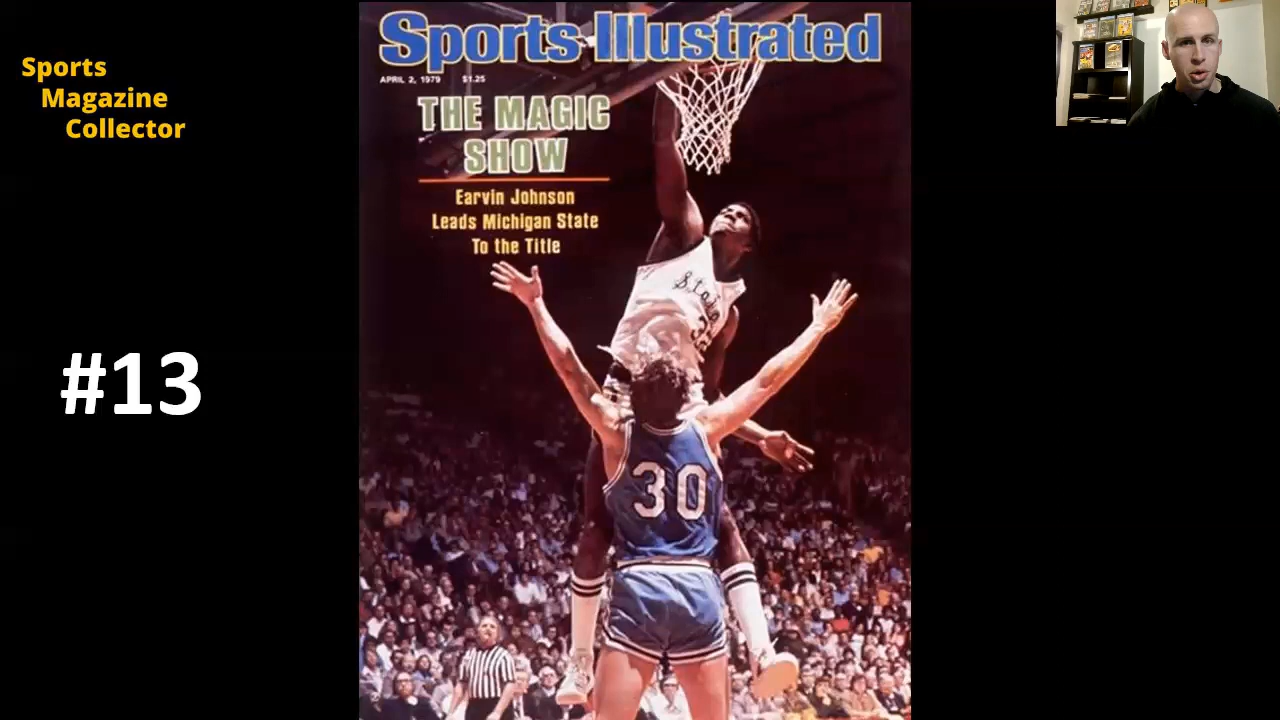 Sports
Magazine
Collector
#13
Sports Illustrated
APRIL 2, 1979 $1.25
THE MAGIC
SHOW
Earvin Johnson
Leads Michigan State
To the Title
State
30